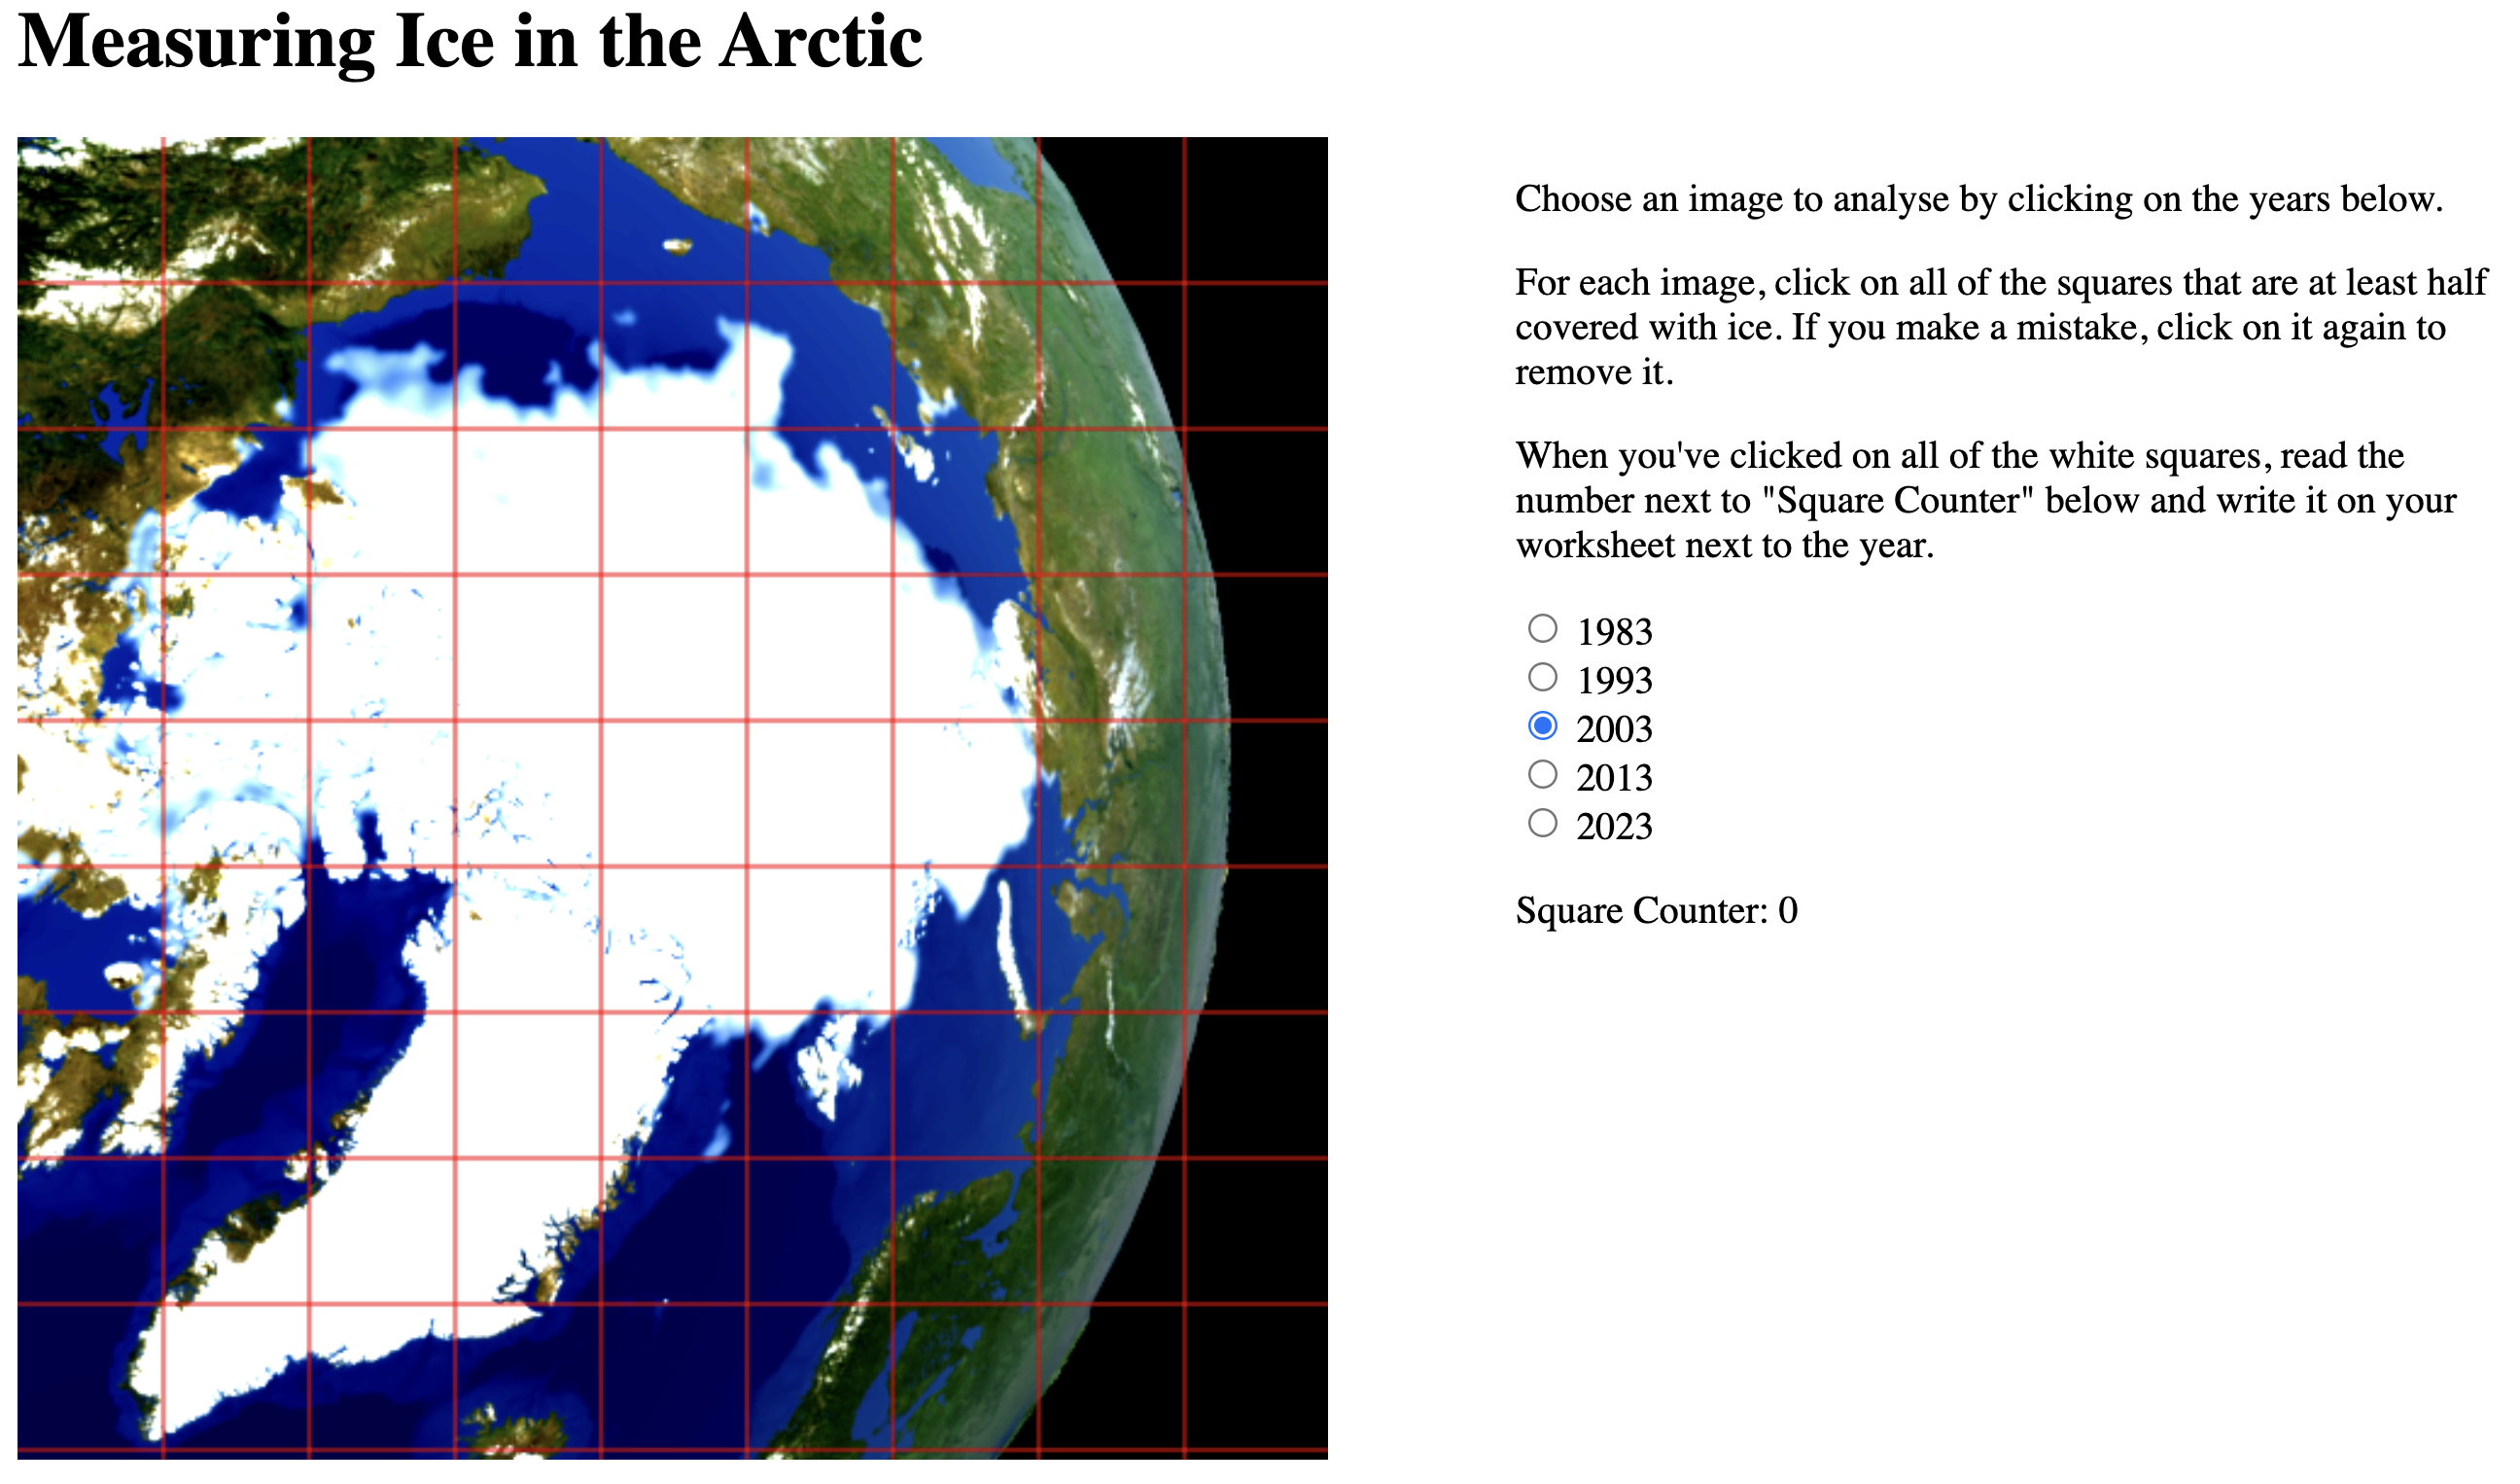 Measuring Ice in the Arctic
Choose an image to analyse by clicking on the years below.
For each image, click on all of the squares that are at least half
covered with ice. If you make a mistake, click on it again to
remove it.
When you've clicked on all of the white squares, read the
number next to "Square Counter" below and write it on your
worksheet next to the year.
1983
1993
2003
2013
2023
Square Counter: 0